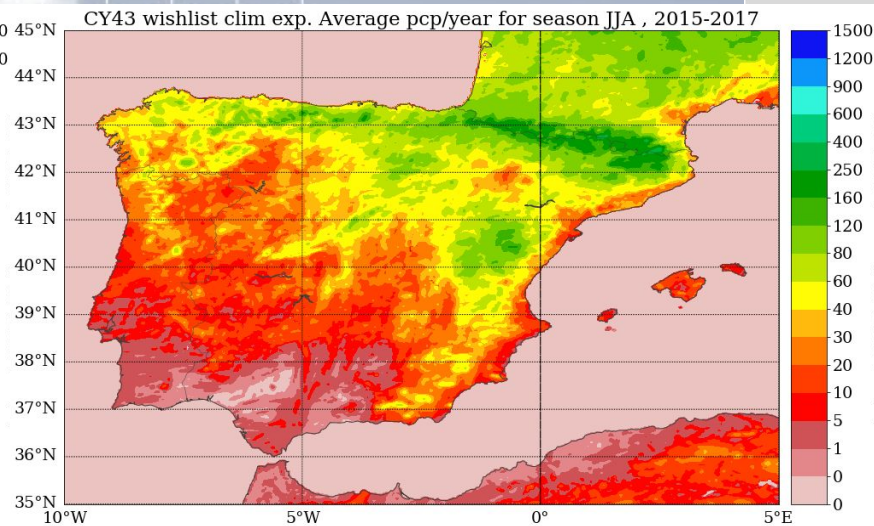 CY43 wishlist clim exp. Average pcp/year for season JJA , 2015-2017
0
0
45°N
44°N
43°N
42°N
41°N
40°N
39°N
38°N
37°N
36°N
35°N
10°W
5°W
0°
5°E
1500
1200
900
600
400
250
160
120
80
60
40
30
20
10
5
1
0
0